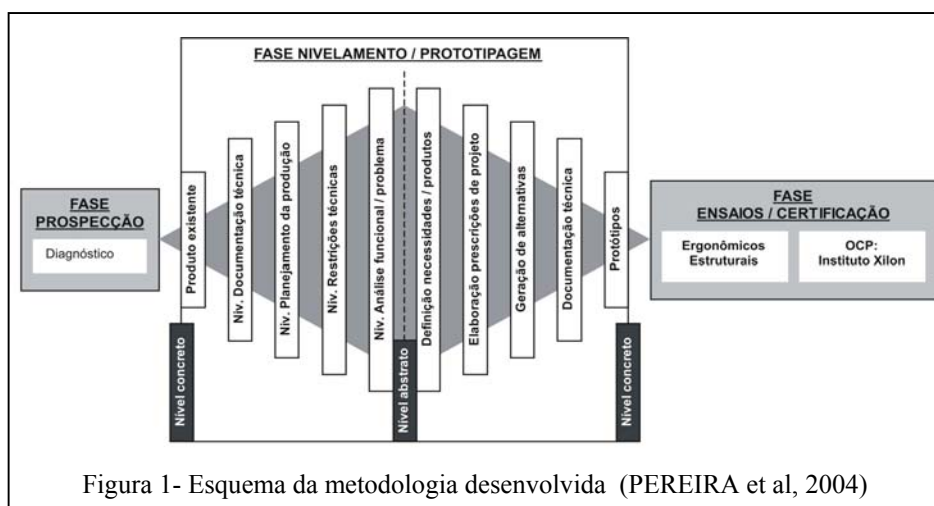 FASE NIVELAMENTO / PROTOTIPAGEM
FASE
PROSPECÇÃO
Diagnóstico
Produto existente
Niv. Documentação técnica
Niv. Planejamento da produção
Niv. Restrições técnicas
Niv. Análise funcional / problema
Definição necessidades / produtos
Elaboração prescrições de projeto
Geração de alternativas
Documentação técnica
Protótipos
FASE
ENSAIOS / CERTIFICAÇÃO
Ergonômicos
Estruturais
OCP:
Instituto Xilon
Nível concreto
Nível abstrato
Nível concreto
Figura 1- Esquema da metodologia desenvolvida (PEREIRA et al, 2004)